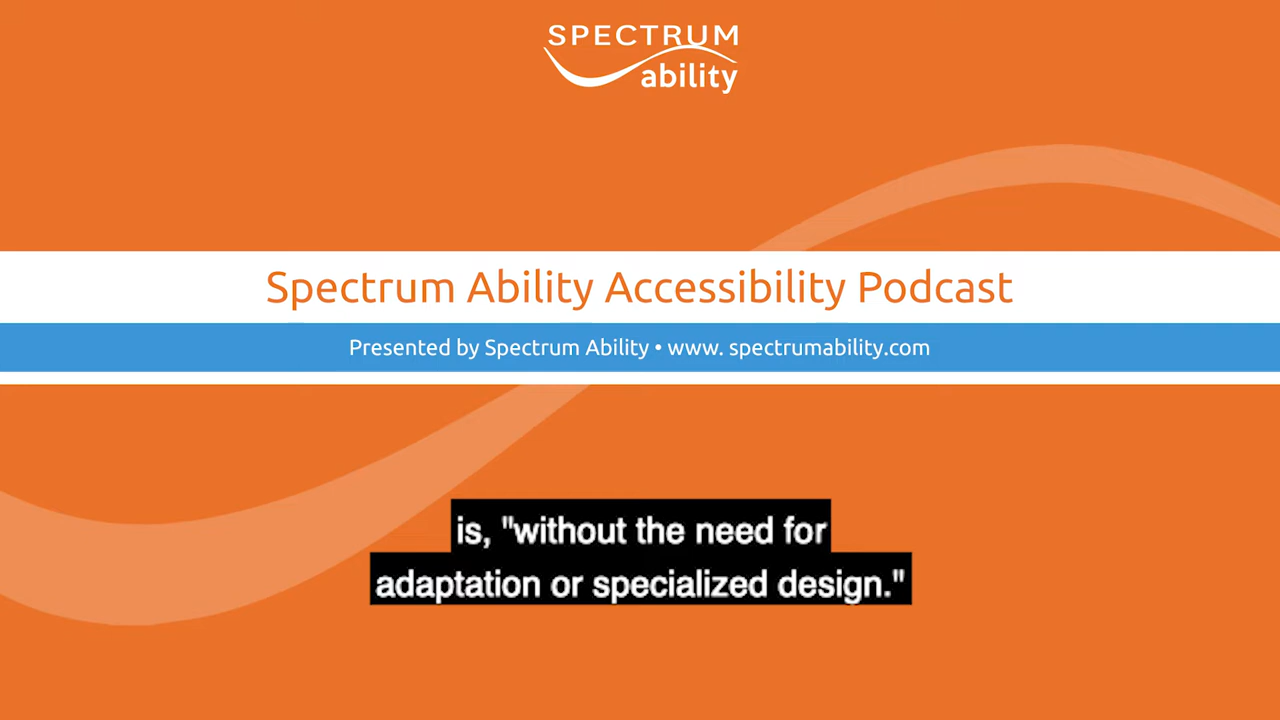 SPECTRUM
ability
Spectrum Ability Accessibility Podcast
Presented by Spectrum Ability • www. spectrumability.com
is, "without the need for
adaptation or specialized design."